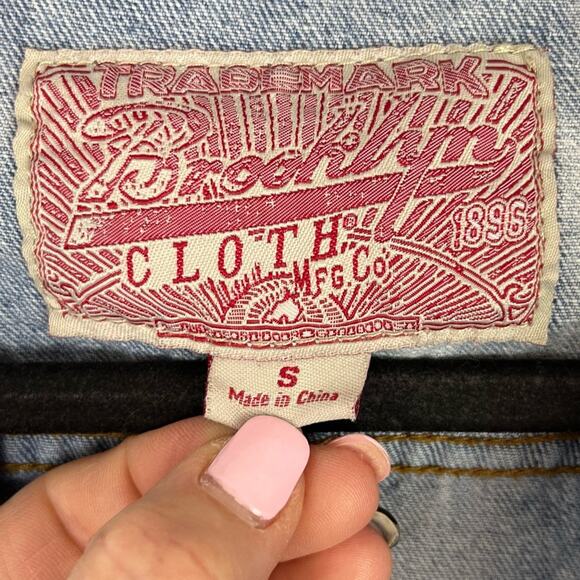 TRADEMARK
Brooklyn
1896
CLOTH
MFG. Co
S
Made in China